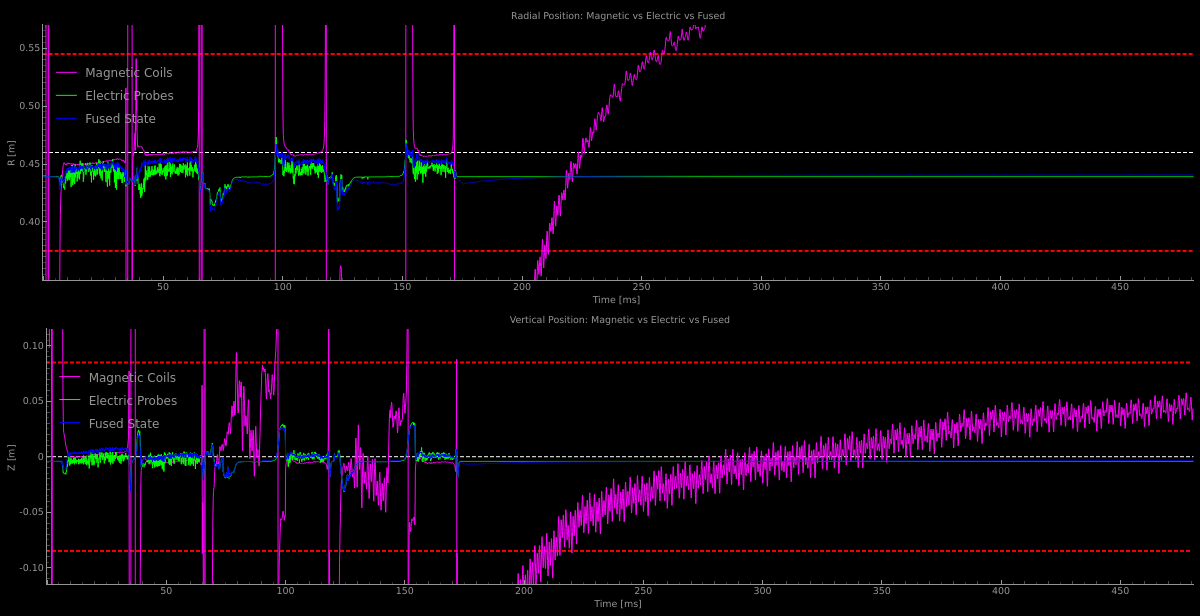 Radial Position: Magnetic vs Electric vs Fused
0.55
0.50
0.45
0.40
R [m]
Magnetic Coils
Electric Probes
Fused State
50 100 150 200 250 300 350 400 450
Time [ms]
Vertical Position: Magnetic vs Electric vs Fused
0.10
0.05
0
-0.05
-0.10
Z [m]
Magnetic Coils
Electric Probes
Fused State
50 100 150 200 250 300 350 400 450
Time [ms]